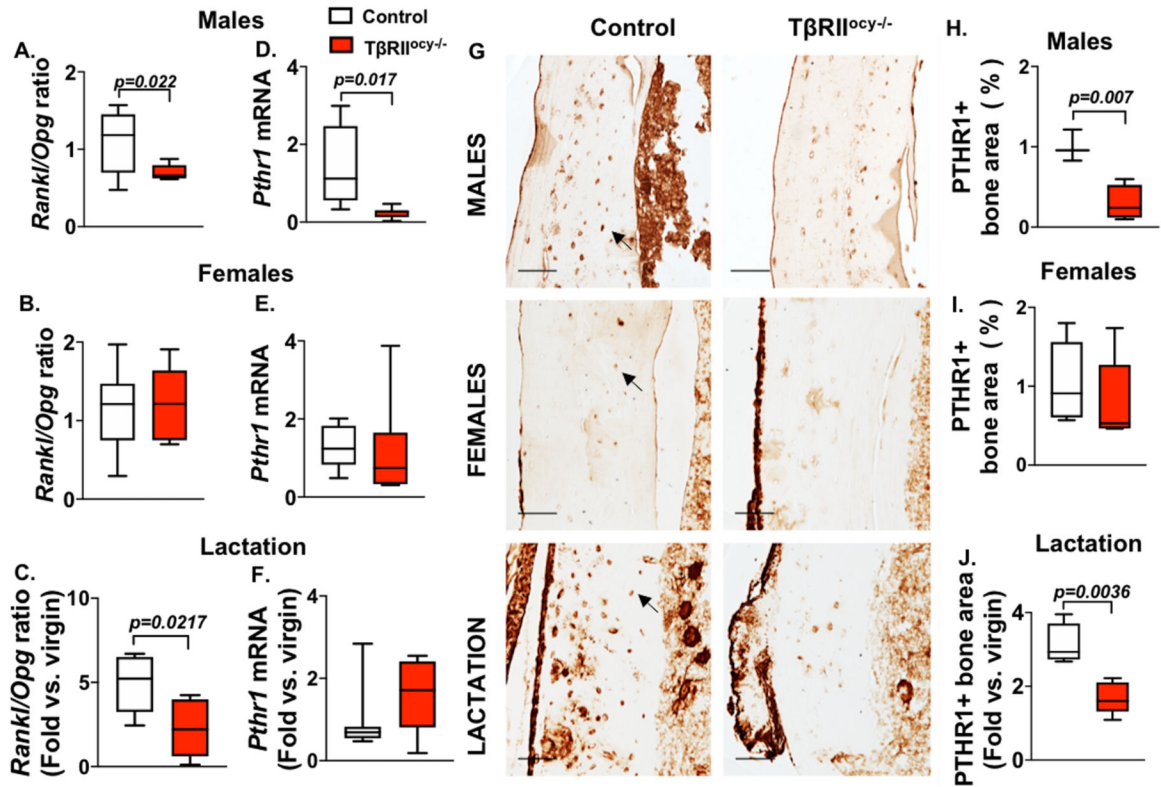 Males
Control
TβRII^ocy-/-
A.
Rankl/Opg ratio
2
1
0
p=0.022
D.
Pthr1 mRNA
4
2
0
p=0.017
G
Control
TβRII^ocy-/-
MALES
FEMALES
LACTATION
H.
Males
PTHR1+
bone area ( % )
2
1
0
p=0.007
Females
B.
Rankl/Opg ratio
2
1
0
E.
Pthr1 mRNA
4
2
0
Females
I.
PTHR1+
bone area ( % )
2
1
0
Lactation
C.
Rankl/Opg ratio
(Fold vs. virgin)
10
5
0
p=0.0217
F.
Pthr1 mRNA
(Fold vs. virgin)
4
2
0
Lactation
J.
PTHR1+ bone area
(Fold vs. virgin)
4
2
0
p=0.0036